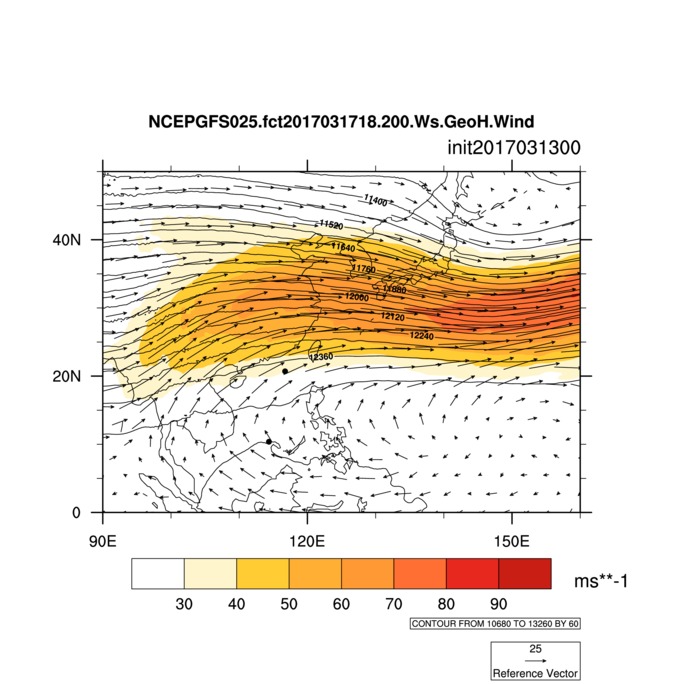 NCEPGFS025.fct2017031718.200.Ws.GeoH.Wind
init2017031300
11400
11520
40N
11640
11760
11880
12000
12120
12240
12360
20N
0
90E 120E 150E
ms**-1
30 40 50 60 70 80 90
CONTOUR FROM 10680 TO 13260 BY 60
25
Reference Vector